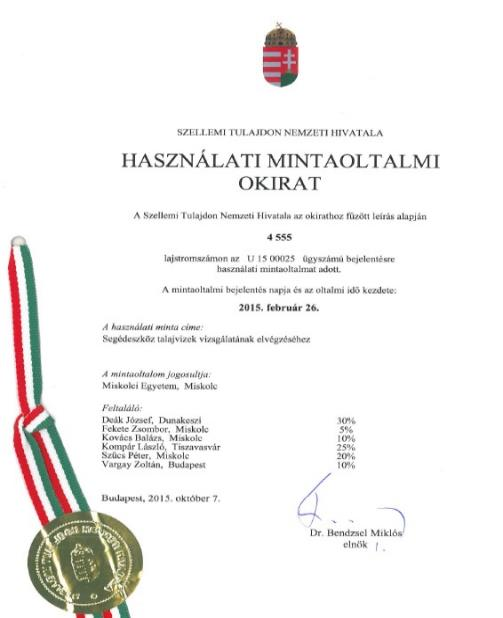 SZELLEMI TULAJDON NEMZETI HIVATALA
HASZNÁLATI MINTAOLTALMI
OKIRAT
A Szellemi Tulajdon Nemzeti Hivatala az okirathoz fűzött leírás alapján
4 555
lajstromszámon az U 15 00025 ügyszámú bejelentésre
használati mintaoltalmat adott.
A mintaoltalmi bejelentés napja és az oltalmi idő kezdete:
2015. február 26.
A használati minta címe:
Segédeszköz talajvizek vizsgálatának elvégzéséhez
A mintaoltalom jogosultja:
Miskolci Egyetem, Miskolc
Feltaláló:
Deák József, Dunakeszi 30%
Fekete Zsombor, Miskolc 5%
Kovács Balázs, Miskolc 10%
Kompár László, Tiszavasvár 25%
Szűcs Péter, Miskolc 20%
Vargay Zoltán, Budapest 10%
Budapest, 2015. október 7.
Dr. Bendzsel Miklós
elnök